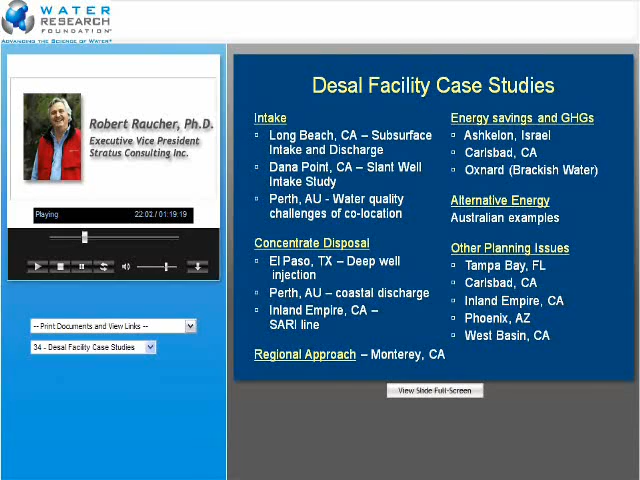 WATER
RESEARCH
FOUNDATION
ADVANCING THE SCIENCE OF WATER
Robert Raucher, Ph.D.
Executive Vice President
Stratus Consulting Inc.
Playing 22:02 / 01:19:19
-- Print Documents and View Links --
34 - Desal Facility Case Studies
Desal Facility Case Studies
Intake
Long Beach, CA – Subsurface
Intake and Discharge
Dana Point, CA – Slant Well
Intake Study
Perth, AU - Water quality
challenges of co-location
Concentrate Disposal
El Paso, TX – Deep well
injection
Perth, AU – coastal discharge
Inland Empire, CA –
SARI line
Regional Approach – Monterey, CA
Energy savings and GHGs
Ashkelon, Israel
Carlsbad, CA
Oxnard (Brackish Water)
Alternative Energy
Australian examples
Other Planning Issues
Tampa Bay, FL
Carlsbad, CA
Inland Empire, CA
Phoenix, AZ
West Basin, CA
View Slide Full-Screen